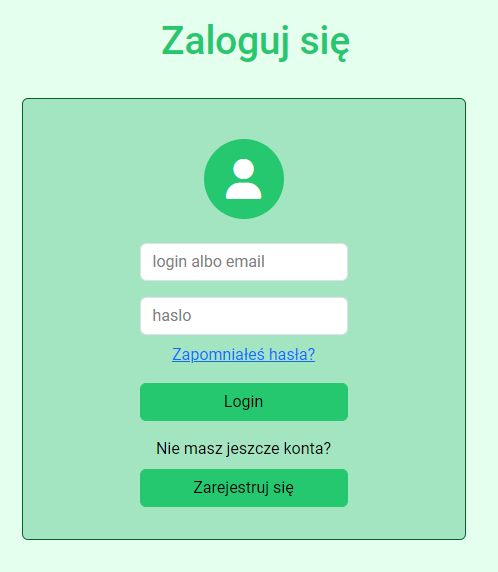 Zaloguj się
login albo email
haslo
Zapomniałeś hasła?
Login
Nie masz jeszcze konta?
Zarejestruj się